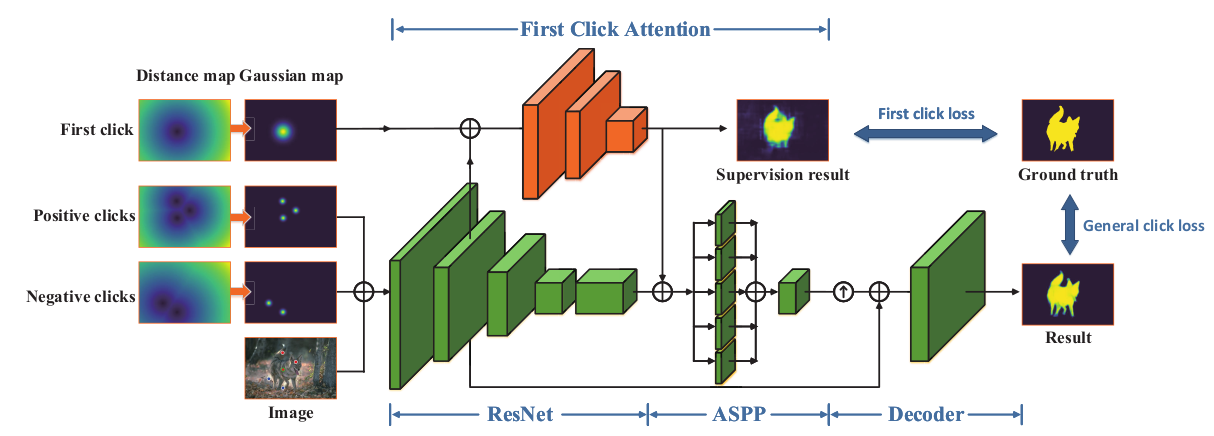 First Click Attention
Distance map Gaussian map
First click
First click loss
Supervision result
Ground truth
Positive clicks
General click loss
Negative clicks
Result
Image
ResNet
ASPP
Decoder